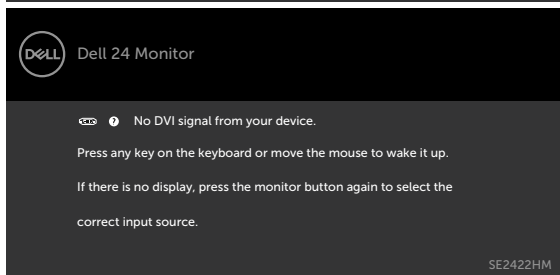 DELL
Dell 24 Monitor
? No DVI signal from your device.
Press any key on the keyboard or move the mouse to wake it up.
If there is no display, press the monitor button again to select the
correct input source.
SE2422HM